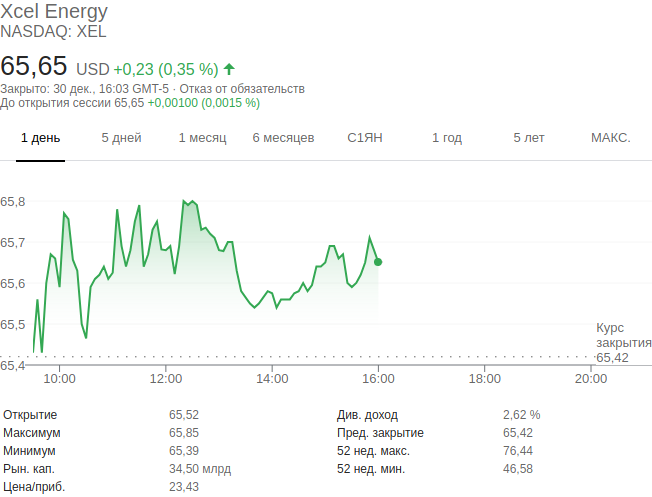 Xcel Energy
NASDAQ: XEL
65,65 USD +0,23 (0,35 %)
Закрыто: 30 дек., 16:03 GMT-5 · Отказ от обязательств
До открытия сессии 65,65 +0,00100 (0,0015 %)
1 день 5 дней 1 месяц 6 месяцев С1ЯН 1 год 5 лет МАКС.
65,8
65,7
65,6
65,5
Курс
закрытия
65,42
65,4
10:00 12:00 14:00 16:00 18:00 20:00
Открытие 65,52 Див. доход 2,62 %
Максимум 65,85 Пред. закрытие 65,42
Минимум 65,39 52 нед. макс. 76,44
Рын. кап. 34,50 млрд 52 нед. мин. 46,58
Цена/приб. 23,43